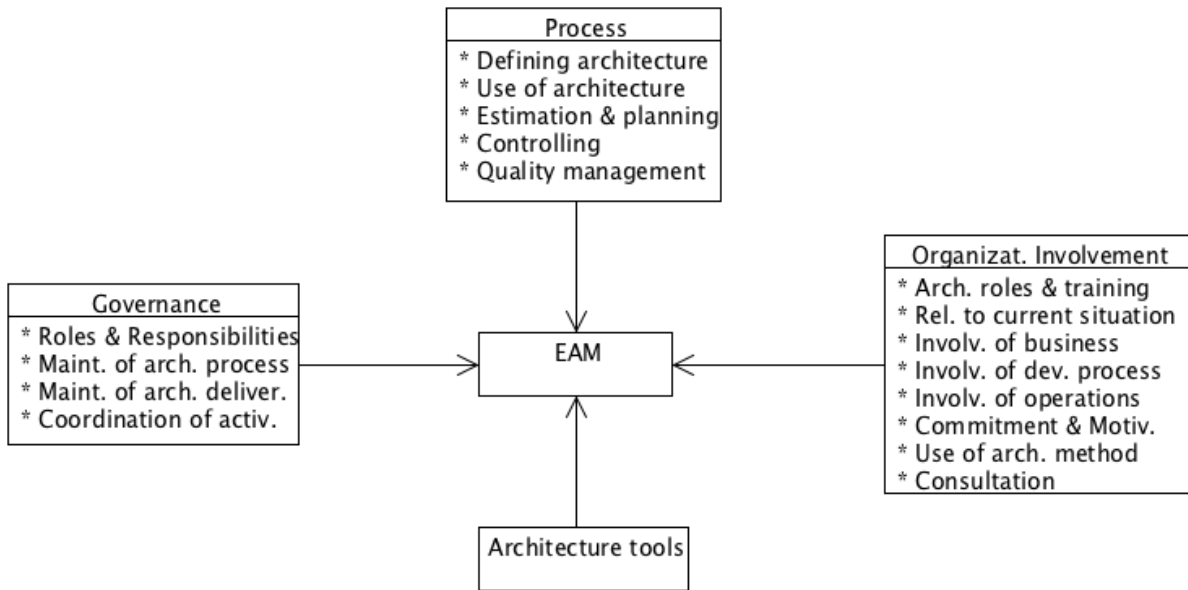 Process
* Defining architecture
* Use of architecture
* Estimation & planning
* Controlling
* Quality management
Governance
* Roles & Responsibilities
* Maint. of arch. process
* Maint. of arch. deliver.
* Coordination of activ.
EAM
Organizat. Involvement
* Arch. roles & training
* Rel. to current situation
* Involv. of business
* Involv. of dev. process
* Involv. of operations
* Commitment & Motiv.
* Use of arch. method
* Consultation
Architecture tools